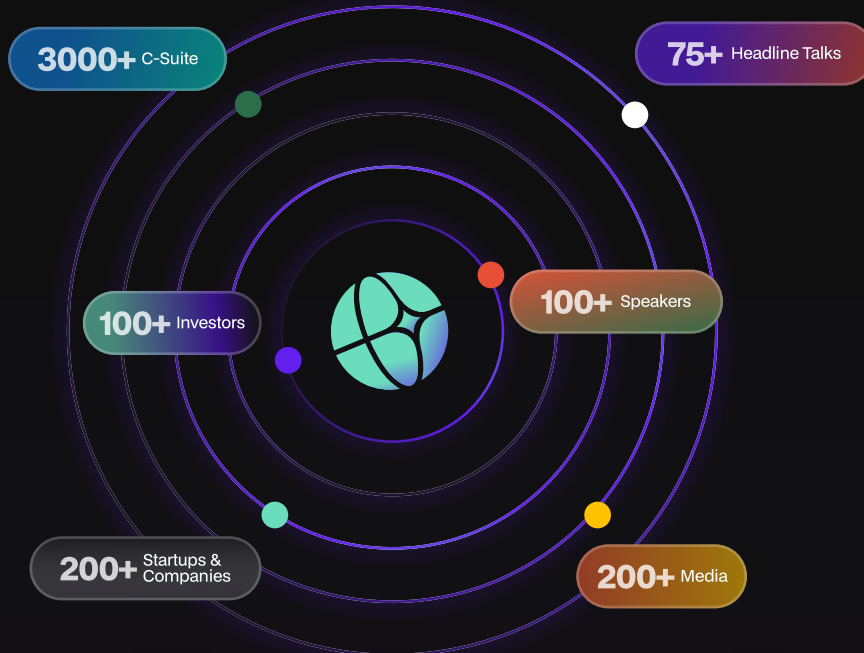 3000+ C-Suite
75+ Headline Talks
100+ Investors
100+ Speakers
200+ Startups &
Companies
200+ Media